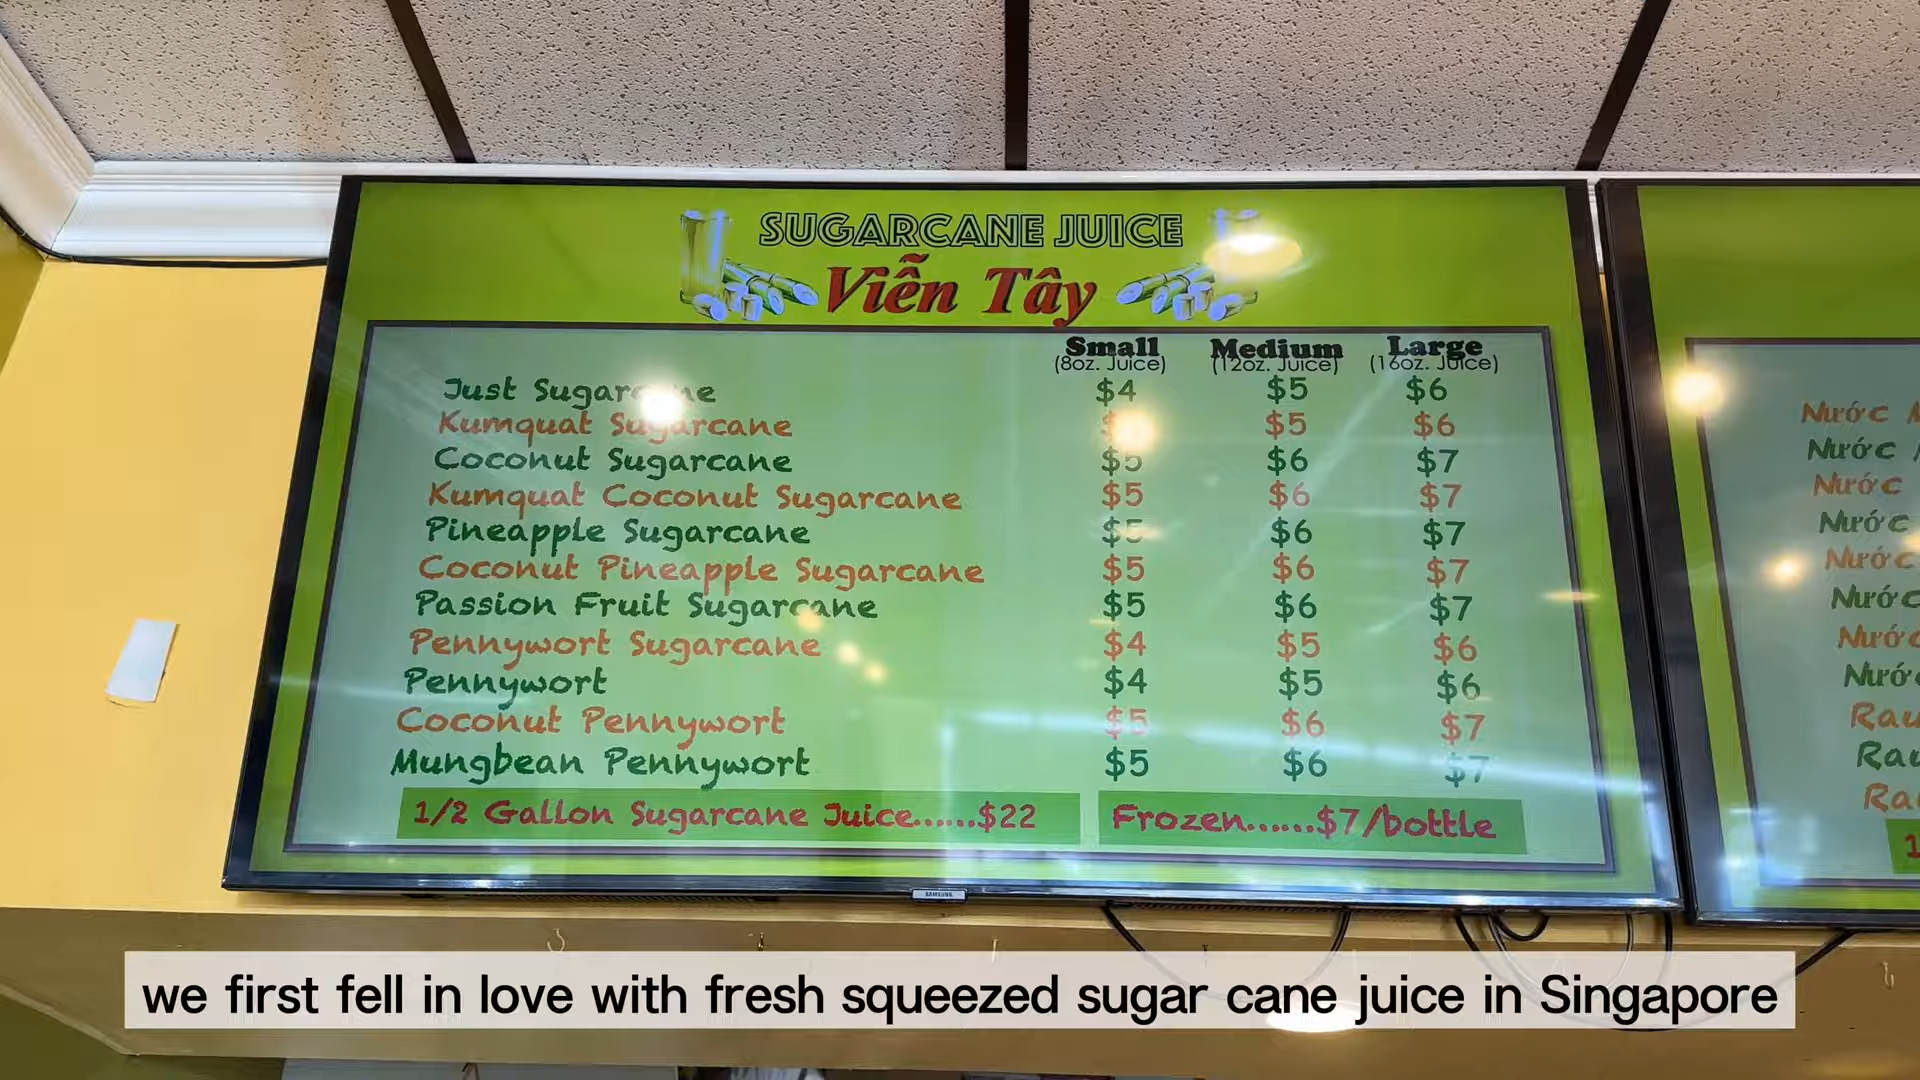 SUGARCANE JUICE
Viễn Tây
Small Medium Large
(8oz. Juice) (12oz. Juice) (16oz. Juice)
Just Sugarcane $4 $5 $6
Kumquat Sugarcane $5 $6
Coconut Sugarcane $5 $6 $7
Kumquat Coconut Sugarcane $5 $6 $7
Pineapple Sugarcane $5 $6 $7
Coconut Pineapple Sugarcane $5 $6 $7
Passion Fruit Sugarcane $5 $6 $7
Pennywort Sugarcane $4 $5 $6
Pennywort $4 $5 $6
Coconut Pennywort $5 $6 $7
Mungbean Pennywort $5 $6 $7
1/2 Gallon Sugarcane Juice......$22 Frozen......$7/bottle
SAMSUNG
Nước
Nước
Nước
Nước
Nước
Nước
Nước
Nước
Rau
Rau
we first fell in love with fresh squeezed sugar cane juice in Singapore